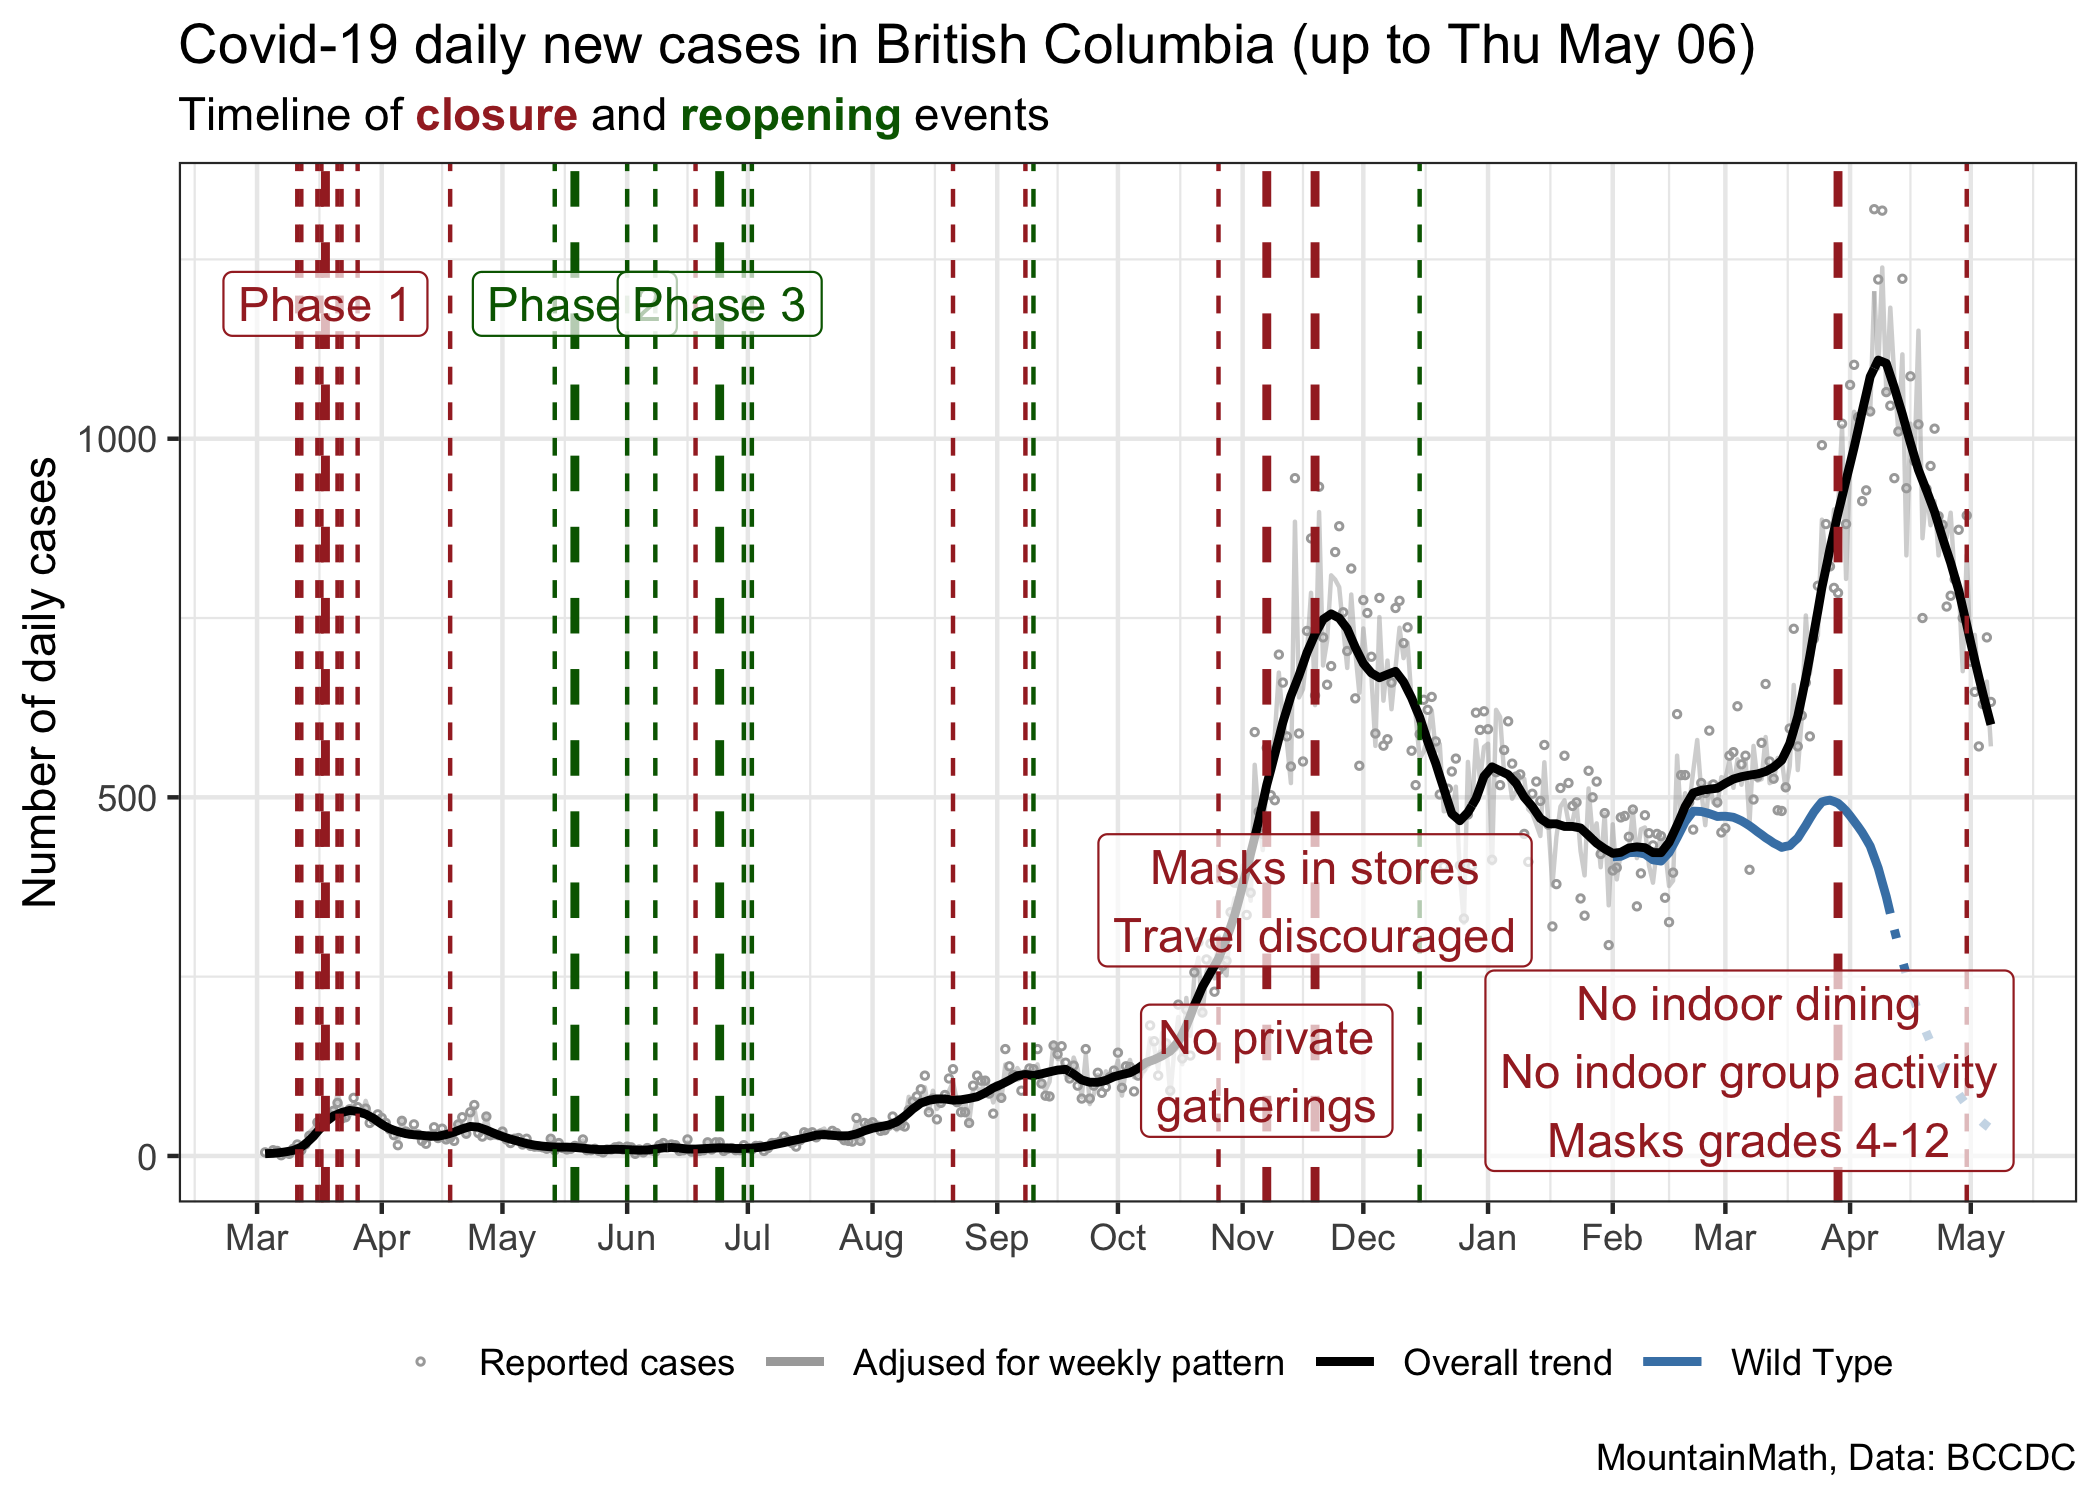 Covid-19 daily new cases in British Columbia (up to Thu May 06)
Timeline of closure and reopening events
Number of daily cases
1000
500
0
Phase 1
Phase 2
Phase 3
Masks in stores
Travel discouraged
No private
gatherings
No indoor dining
No indoor group activity
Masks grades 4-12
Mar Apr May Jun Jul Aug Sep Oct Nov Dec Jan Feb Mar Apr May
Reported cases Adjused for weekly pattern Overall trend Wild Type
MountainMath, Data: BCCDC